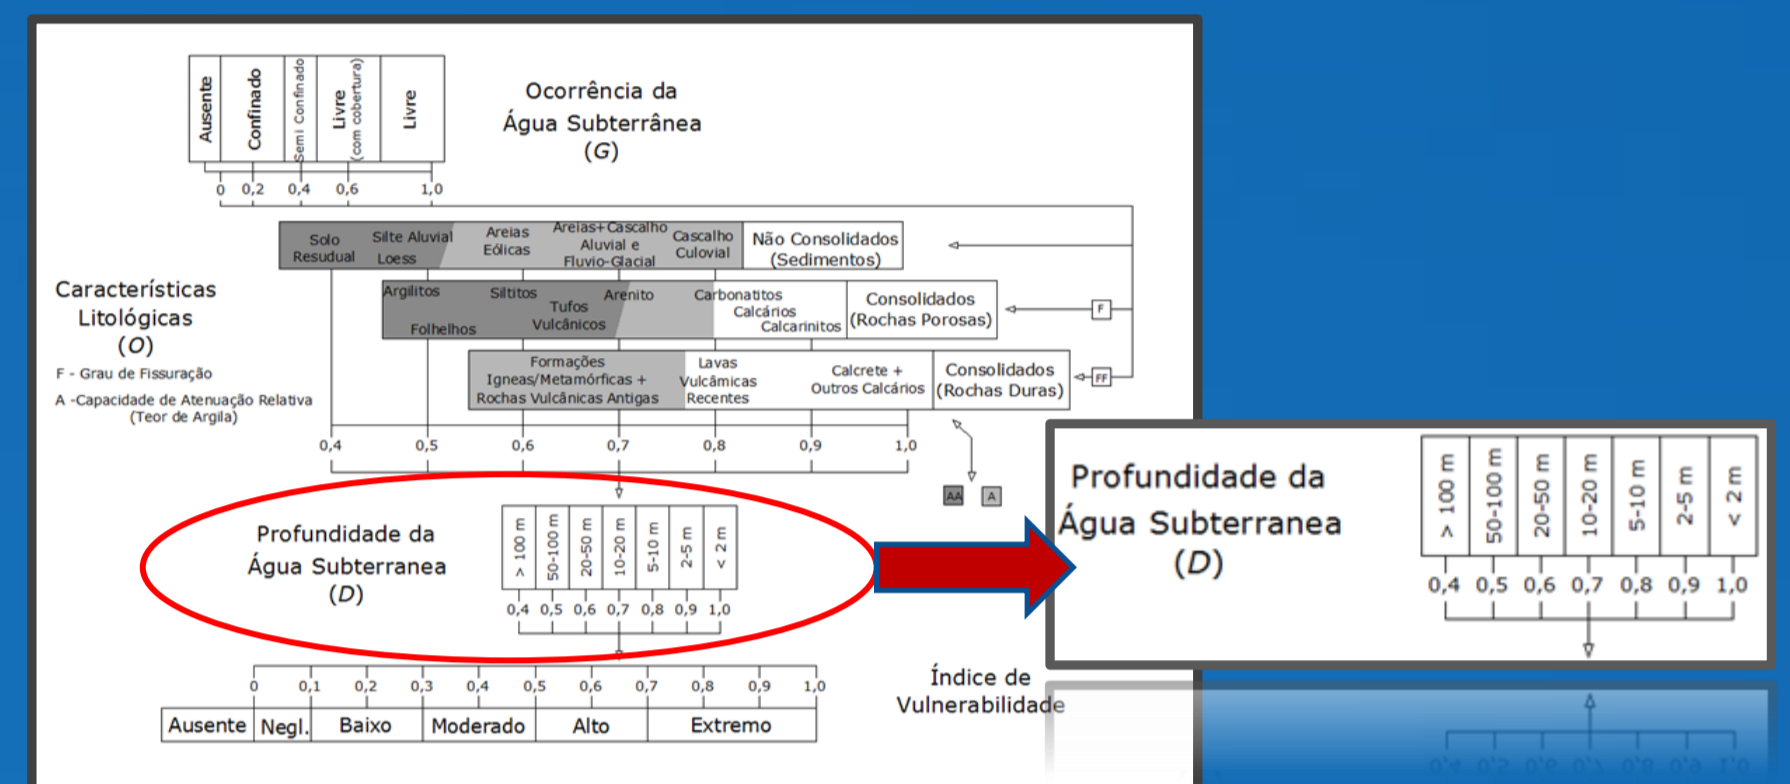 Ausente
Confinado
Semi Confinado
Livre
(com cobertura)
Livre
0 0,2 0,4 0,6 1,0
Ocorrência da
Água Subterrânea
(G)
Solo
Resudual
Silte Aluvial
Loess
Areias
Eólicas
Areias+Cascalho
Aluvial e
Fluvio-Glacial
Cascalho
Culovial
Não Consolidados
(Sedimentos)
Características
Litológicas
(O)
F - Grau de Fissuração
A -Capacidade de Atenuação Relativa
(Teor de Argila)
Argilitos
Folhelhos
Siltitos
Tufos
Vulcânicos
Arenito
Carbonatitos
Calcários
Calcarinitos
Consolidados
(Rochas Porosas)
F
Formações
Igneas/Metamórficas +
Rochas Vulcânicas Antigas
Lavas
Vulcâmicas
Recentes
Calcrete +
Outros Calcários
Consolidados
(Rochas Duras)
FF
0,4 0,5 0,6 0,7 0,8 0,9 1,0
AA A
Profundidade da
Água Subterranea
(D)
> 100 m
50-100 m
20-50 m
10-20 m
5-10 m
2-5 m
< 2 m
0,4 0,5 0,6 0,7 0,8 0,9 1,0
0 0,1 0,2 0,3 0,4 0,5 0,6 0,7 0,8 0,9 1,0
Ausente Negl. Baixo Moderado Alto Extremo
Índice de
Vulnerabilidade
Profundidade da
Água Subterranea
(D)
> 100 m
50-100 m
20-50 m
10-20 m
5-10 m
2-5 m
< 2 m
0,4 0,5 0,6 0,7 0,8 0,9 1,0